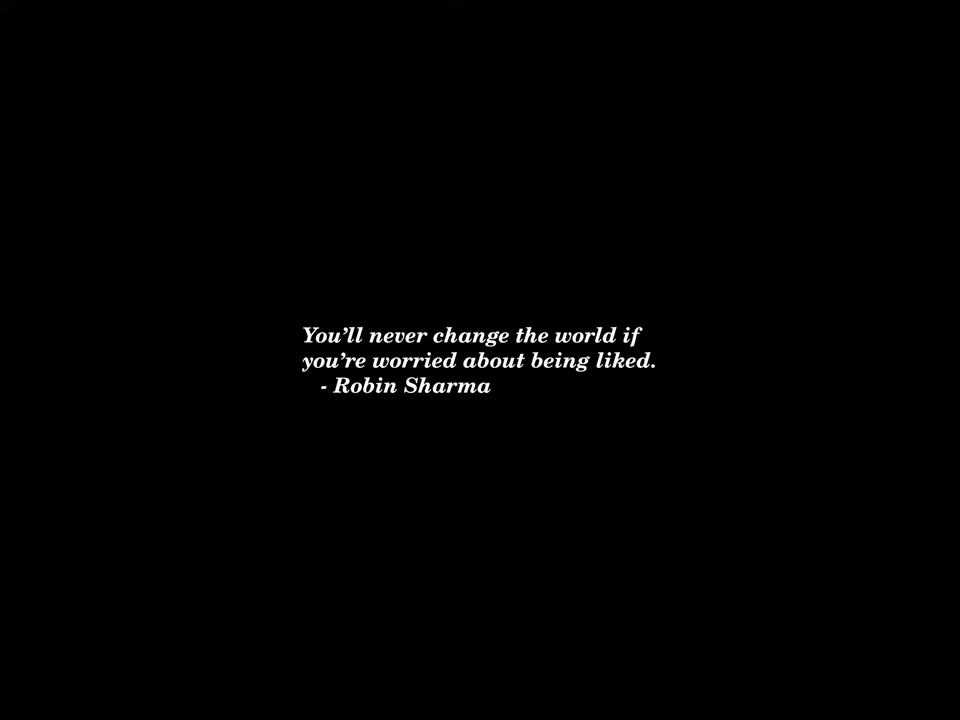 You’ll never change the world if
you’re worried about being liked.
- Robin Sharma